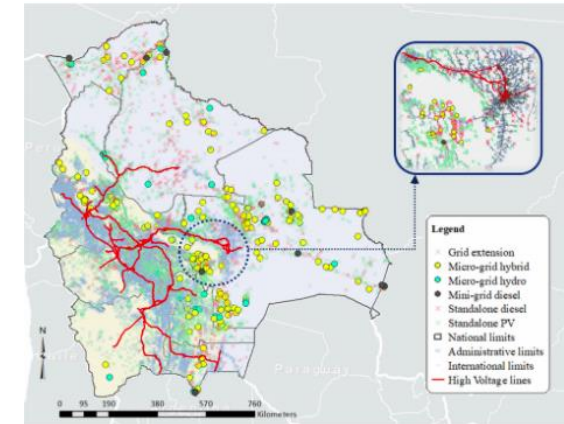 Legend
Grid extension
Micro-grid hybrid
Micro-grid hydro
Mini-grid diesel
Standalone diesel
Standalone PV
National limits
Administrative limits
International limits
High Voltage lines
Paraguay
N
0 95 190 380 570 760
Kilometers